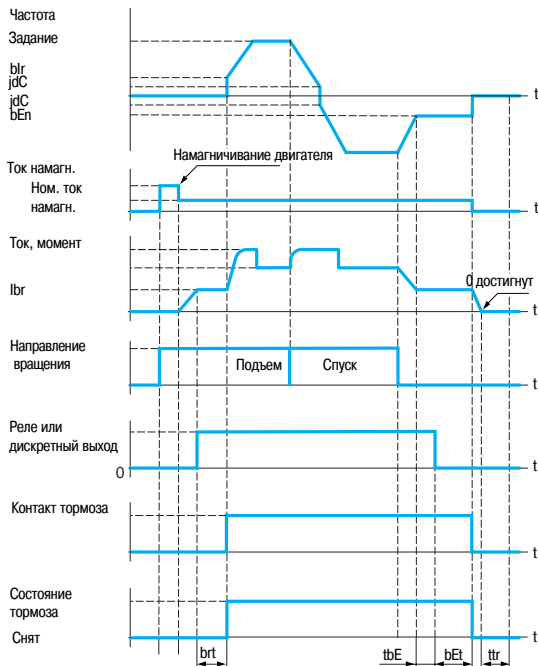 Частота
Задание
bIr
jdC
jdC
bEn
t
Намагничивание двигателя
Ток намагн.
Ном. ток
намагн.
t
Ток, момент
Ibr
0 достигнут
t
Направление
вращения
Подъем
Спуск
t
Реле или
дискретный выход
0
t
Контакт тормоза
t
Состояние
тормоза
Снят
t
brt
tbE
bEt
ttr